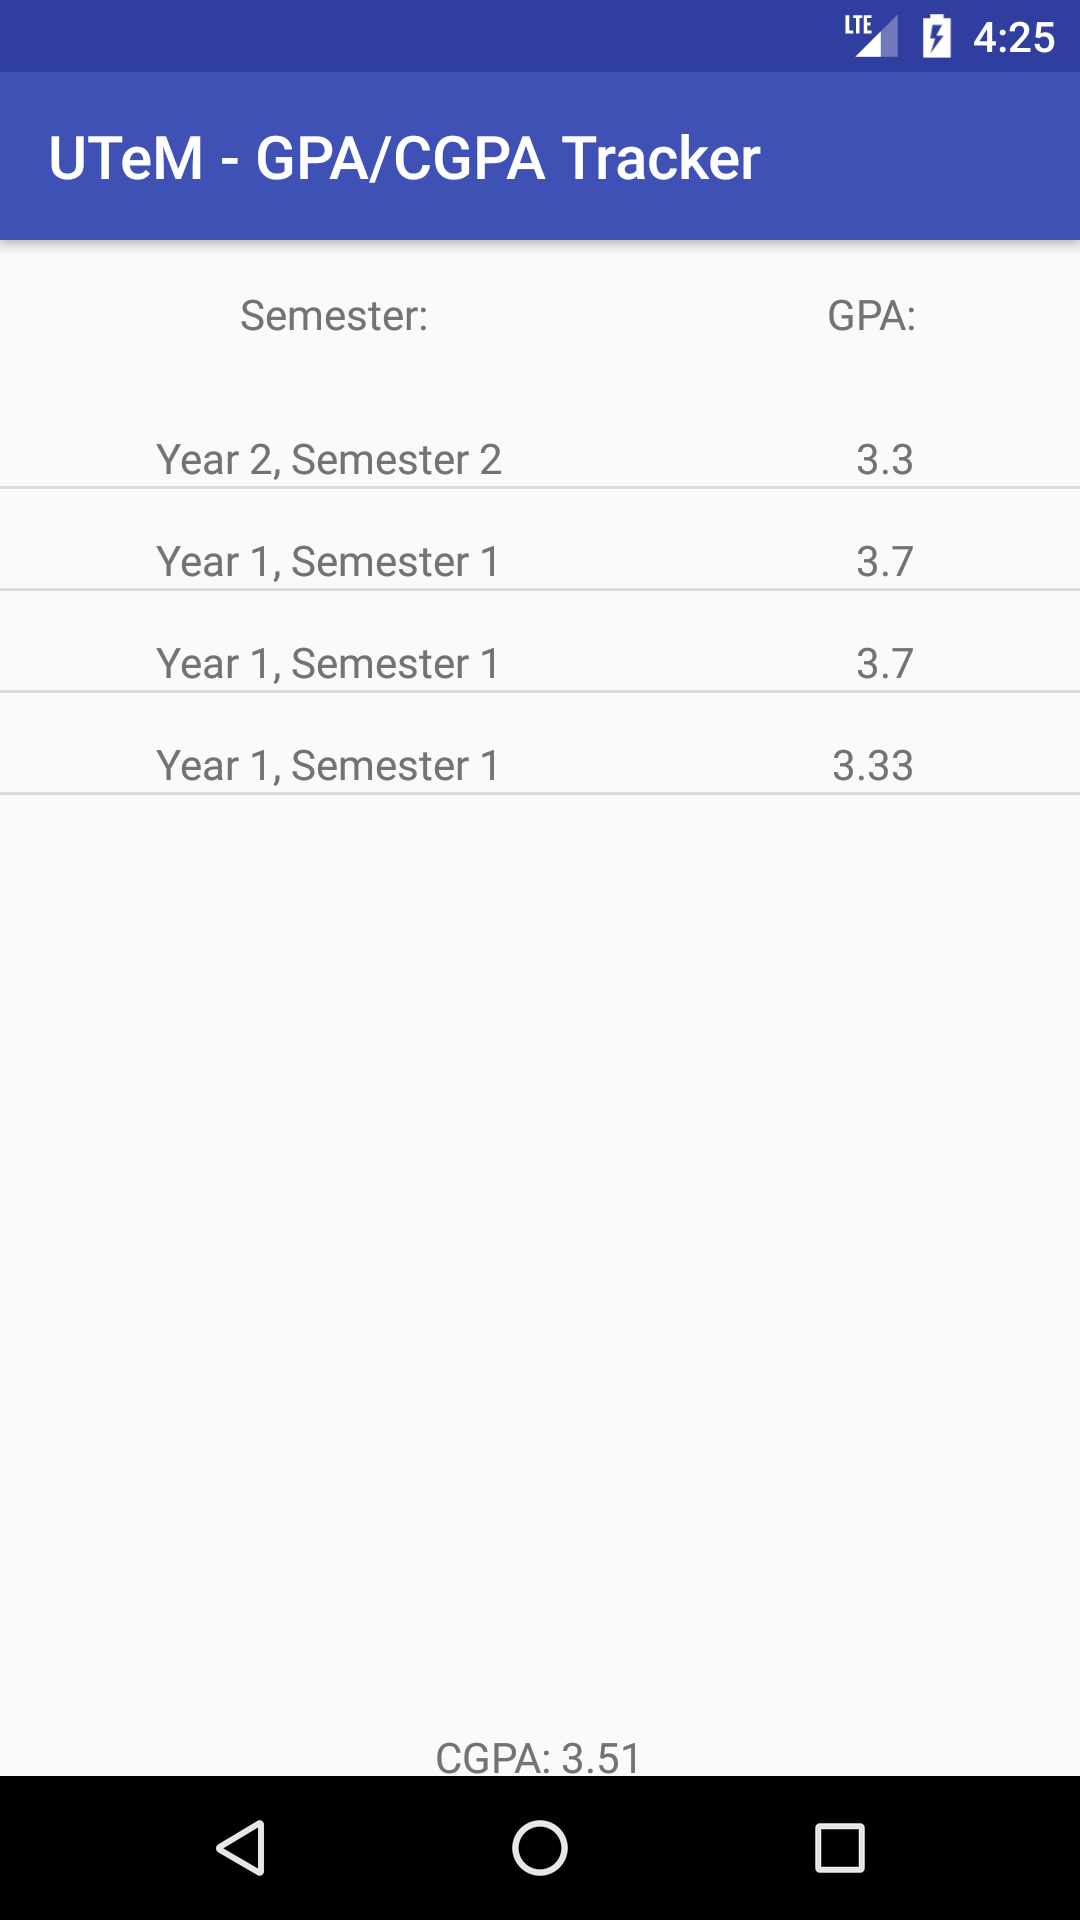 LTE 4:25
UTeM - GPA/CGPA Tracker
Semester: GPA:
Year 2, Semester 2 3.3
Year 1, Semester 1 3.7
Year 1, Semester 1 3.7
Year 1, Semester 1 3.33
CGPA: 3.51